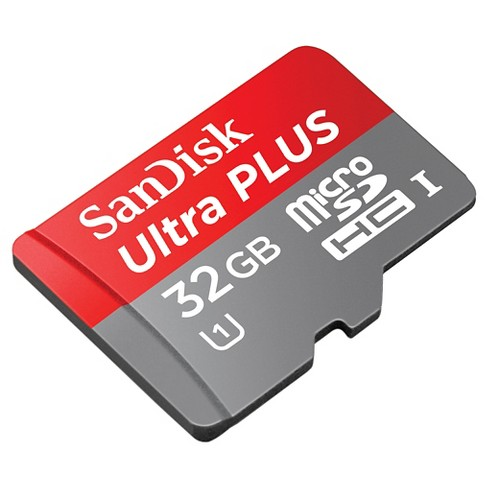 SanDisk
Ultra PLUS
32GB
micro
SD
HC I
U1